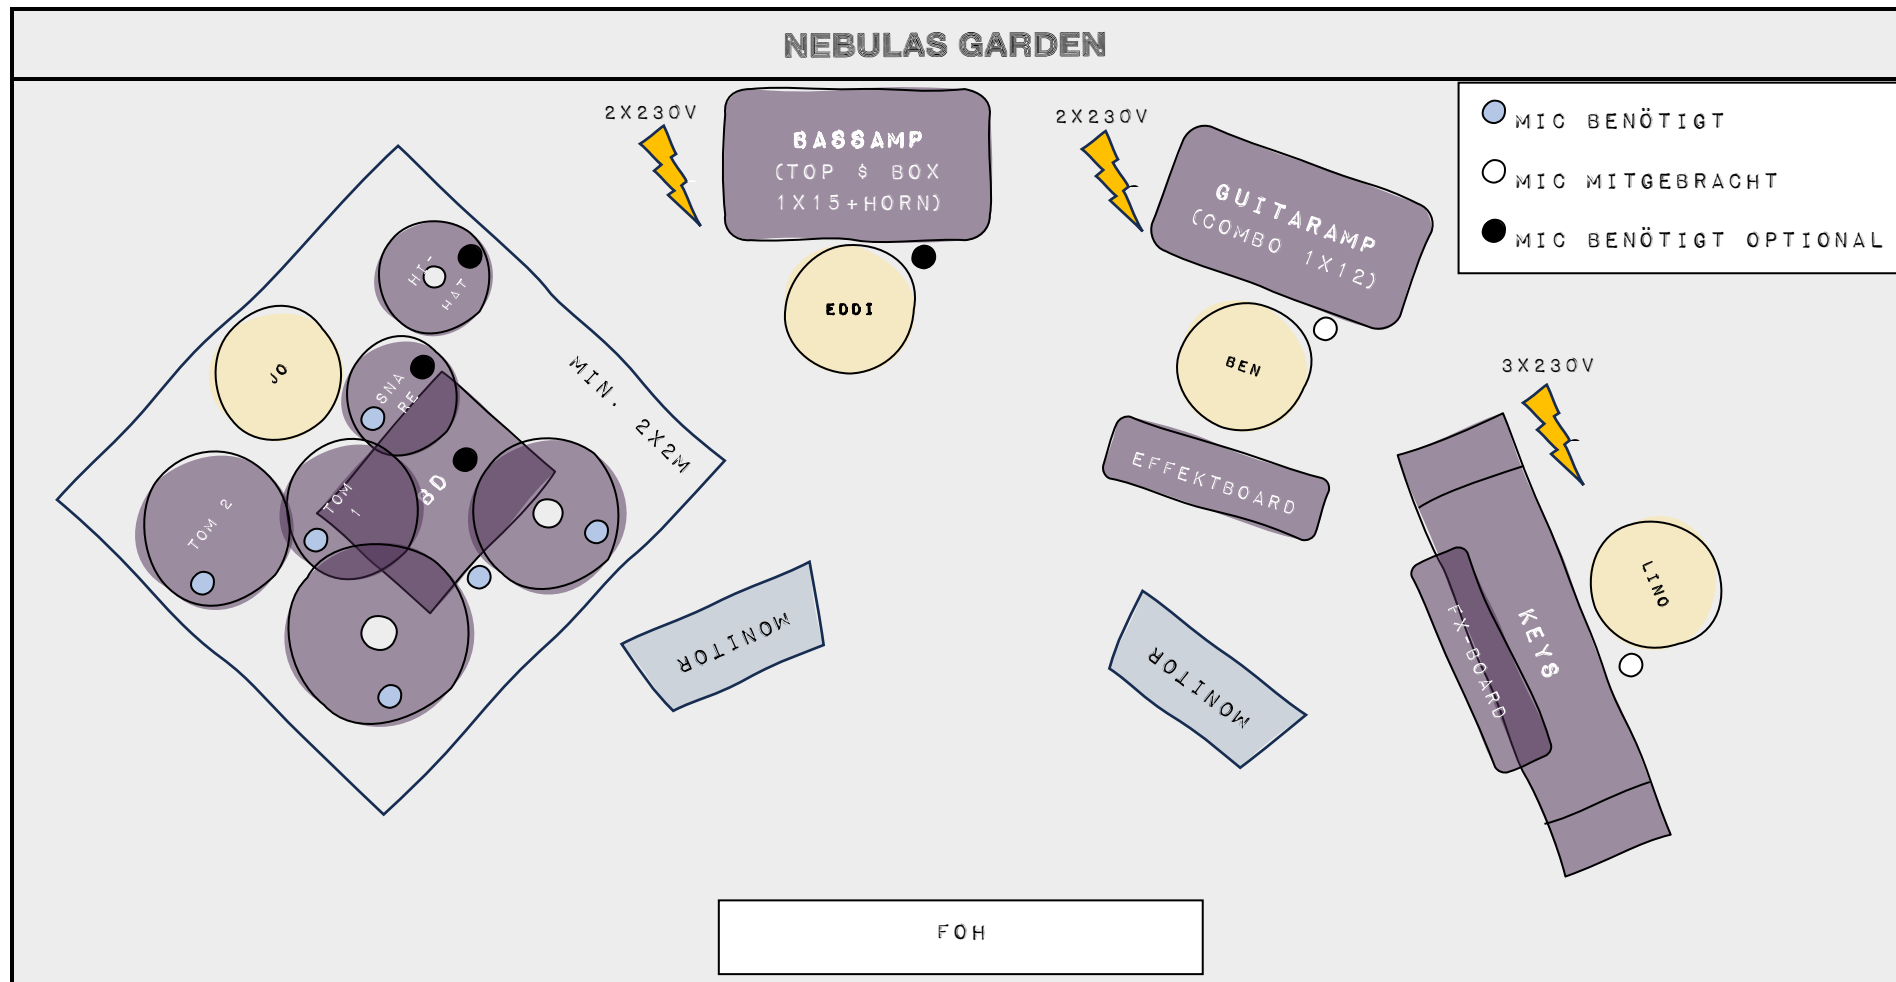 NEBULAS GARDEN
2X230V
BASSAMP
(TOP $ BOX
1X15+HORN)
2X230V
GUITARAMP
(COMBO 1X12)
MIC BENÖTIGT
MIC MITGEBRACHT
MIC BENÖTIGT OPTIONAL
HI-
HAT
EDDI
JO
SNA
RE
MIN. 2X2M
BEN
3X230V
TOM 2
TOM
1
BD
EFFEKTBOARD
LINO
MONITOR
MONITOR
KEYS
FX-BOARD
FOH